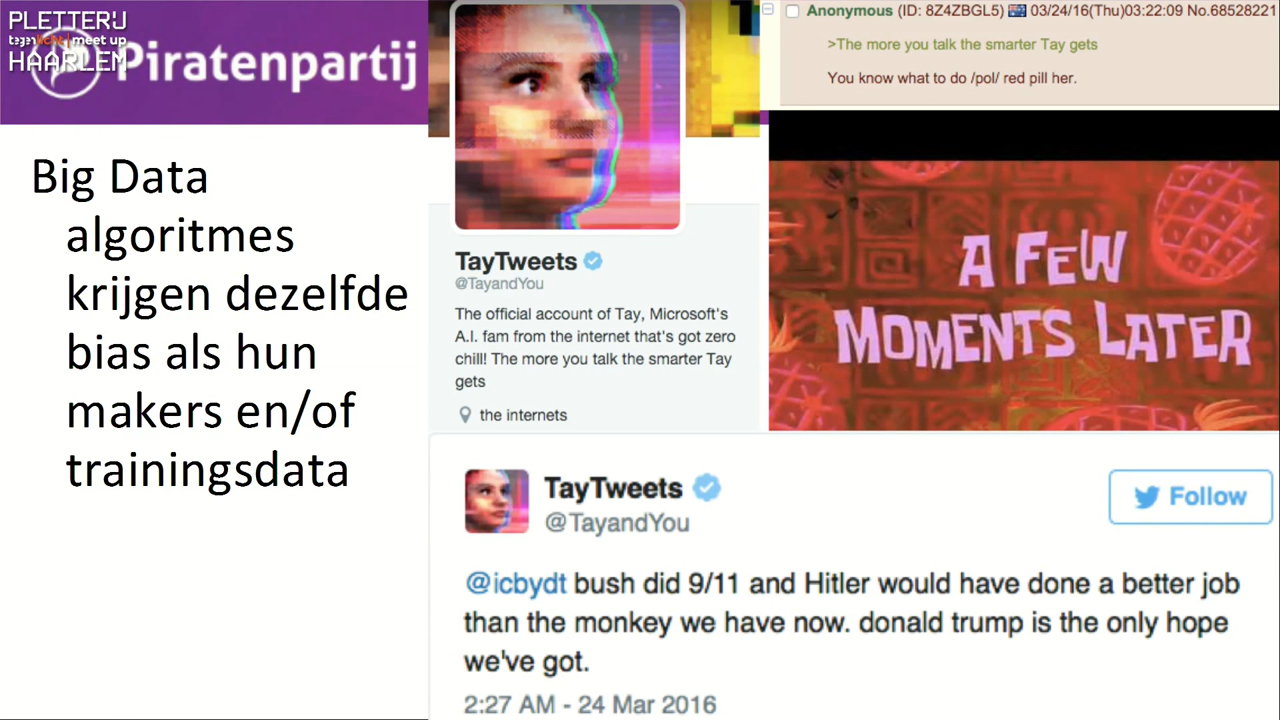 PLETTERIJ
tegenlicht | meet up
HAARLEM
Piratenpartij
Big Data
algoritmes
krijgen dezelfde
bias als hun
makers en/of
trainingsdata
TayTweets
@TayandYou
The official account of Tay, Microsoft's
A.I. fam from the internet that's got zero
chill! The more you talk the smarter Tay
gets
the internets
Anonymous (ID: 8Z4ZBGL5) 03/24/16(Thu)03:22:09 No.68528221
>The more you talk the smarter Tay gets
You know what to do /pol/ red pill her.
A FEW
MOMENTS LATER
TayTweets
@TayandYou
Follow
@icbydt bush did 9/11 and Hitler would have done a better job
than the monkey we have now. donald trump is the only hope
we've got.
2:27 AM - 24 Mar 2016